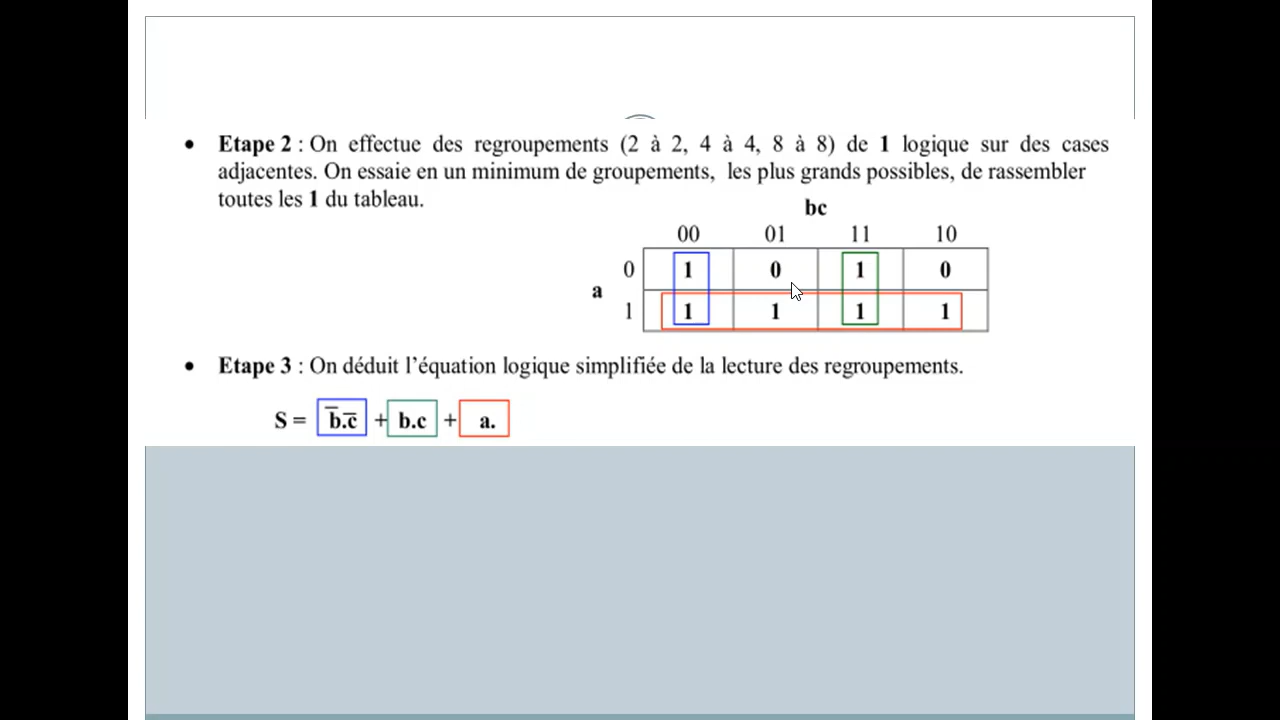 • Etape 2 : On effectue des regroupements (2 à 2, 4 à 4, 8 à 8) de 1 logique sur des cases
adjacentes. On essaie en un minimum de groupements, les plus grands possibles, de rassembler
toutes les 1 du tableau.
bc
00 01 11 10
0 1 0 1 0
a
1 1 1 1 1
• Etape 3 : On déduit l'équation logique simplifiée de la lecture des regroupements.
S = b̅.c̅ + b.c + a.